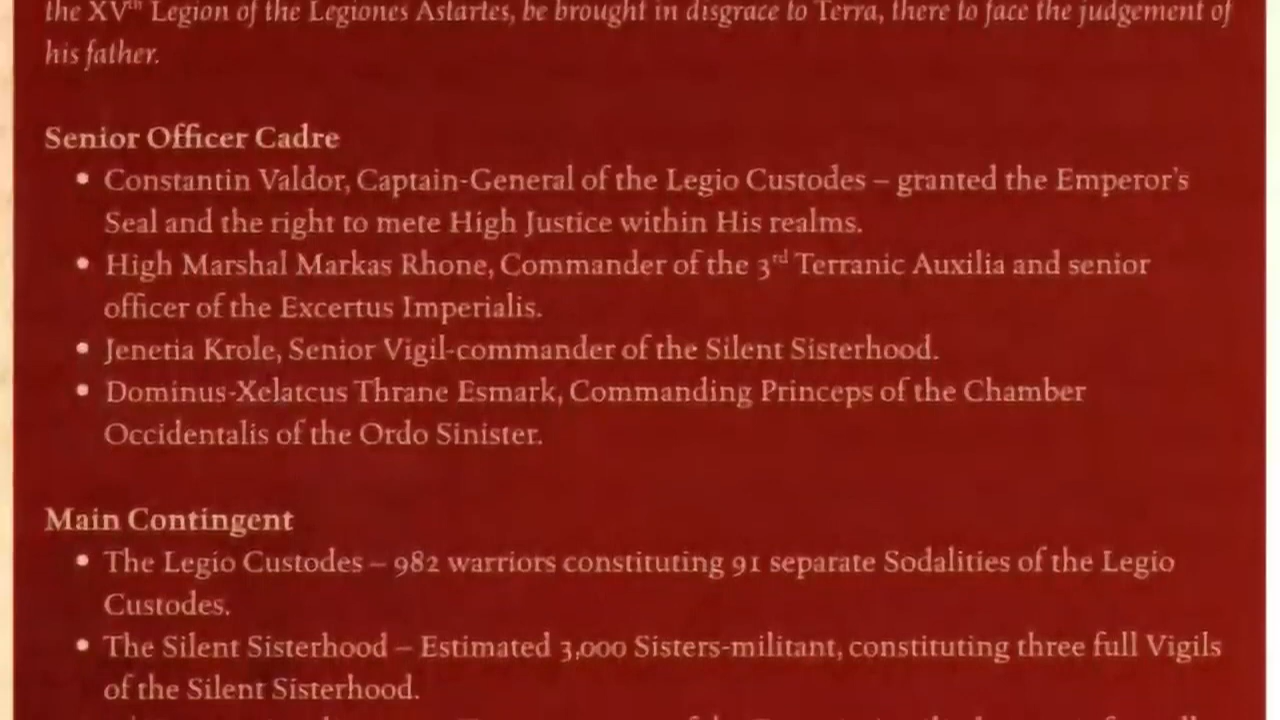 the XVth Legion of the Legiones Astartes, be brought in disgrace to Terra, there to face the judgement of
his father.
Senior Officer Cadre
• Constantin Valdor, Captain-General of the Legio Custodes – granted the Emperor's
Seal and the right to mete High Justice within His realms.
• High Marshal Markas Rhone, Commander of the 3rd Terranic Auxilia and senior
officer of the Excertus Imperialis.
• Jenetia Krole, Senior Vigil-commander of the Silent Sisterhood.
• Dominus-Xelatcus Thrane Esmark, Commanding Princeps of the Chamber
Occidentalis of the Ordo Sinister.
Main Contingent
• The Legio Custodes – 982 warriors constituting 91 separate Sodalities of the Legio
Custodes.
• The Silent Sisterhood – Estimated 3,000 Sisters-militant, constituting three full Vigils
of the Silent Sisterhood.